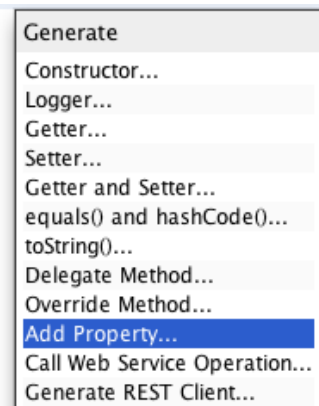 Generate
Constructor...
Logger...
Getter...
Setter...
Getter and Setter...
equals() and hashCode()...
toString()...
Delegate Method...
Override Method...
Add Property...
Call Web Service Operation...
Generate REST Client...